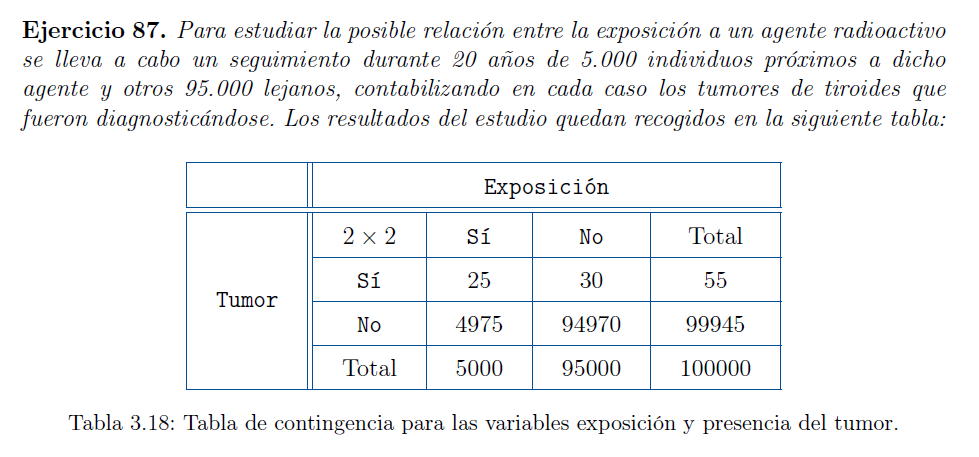 Ejercicio 87. Para estudiar la posible relación entre la exposición a un agente radioactivo
se lleva a cabo un seguimiento durante 20 años de 5.000 individuos próximos a dicho
agente y otros 95.000 lejanos, contabilizando en cada caso los tumores de tiroides que
fueron diagnosticándose. Los resultados del estudio quedan recogidos en la siguiente tabla:
Exposición
2 × 2 Sí No Total
Sí 25 30 55
Tumor
No 4975 94970 99945
Total 5000 95000 100000
Tabla 3.18: Tabla de contingencia para las variables exposición y presencia del tumor.